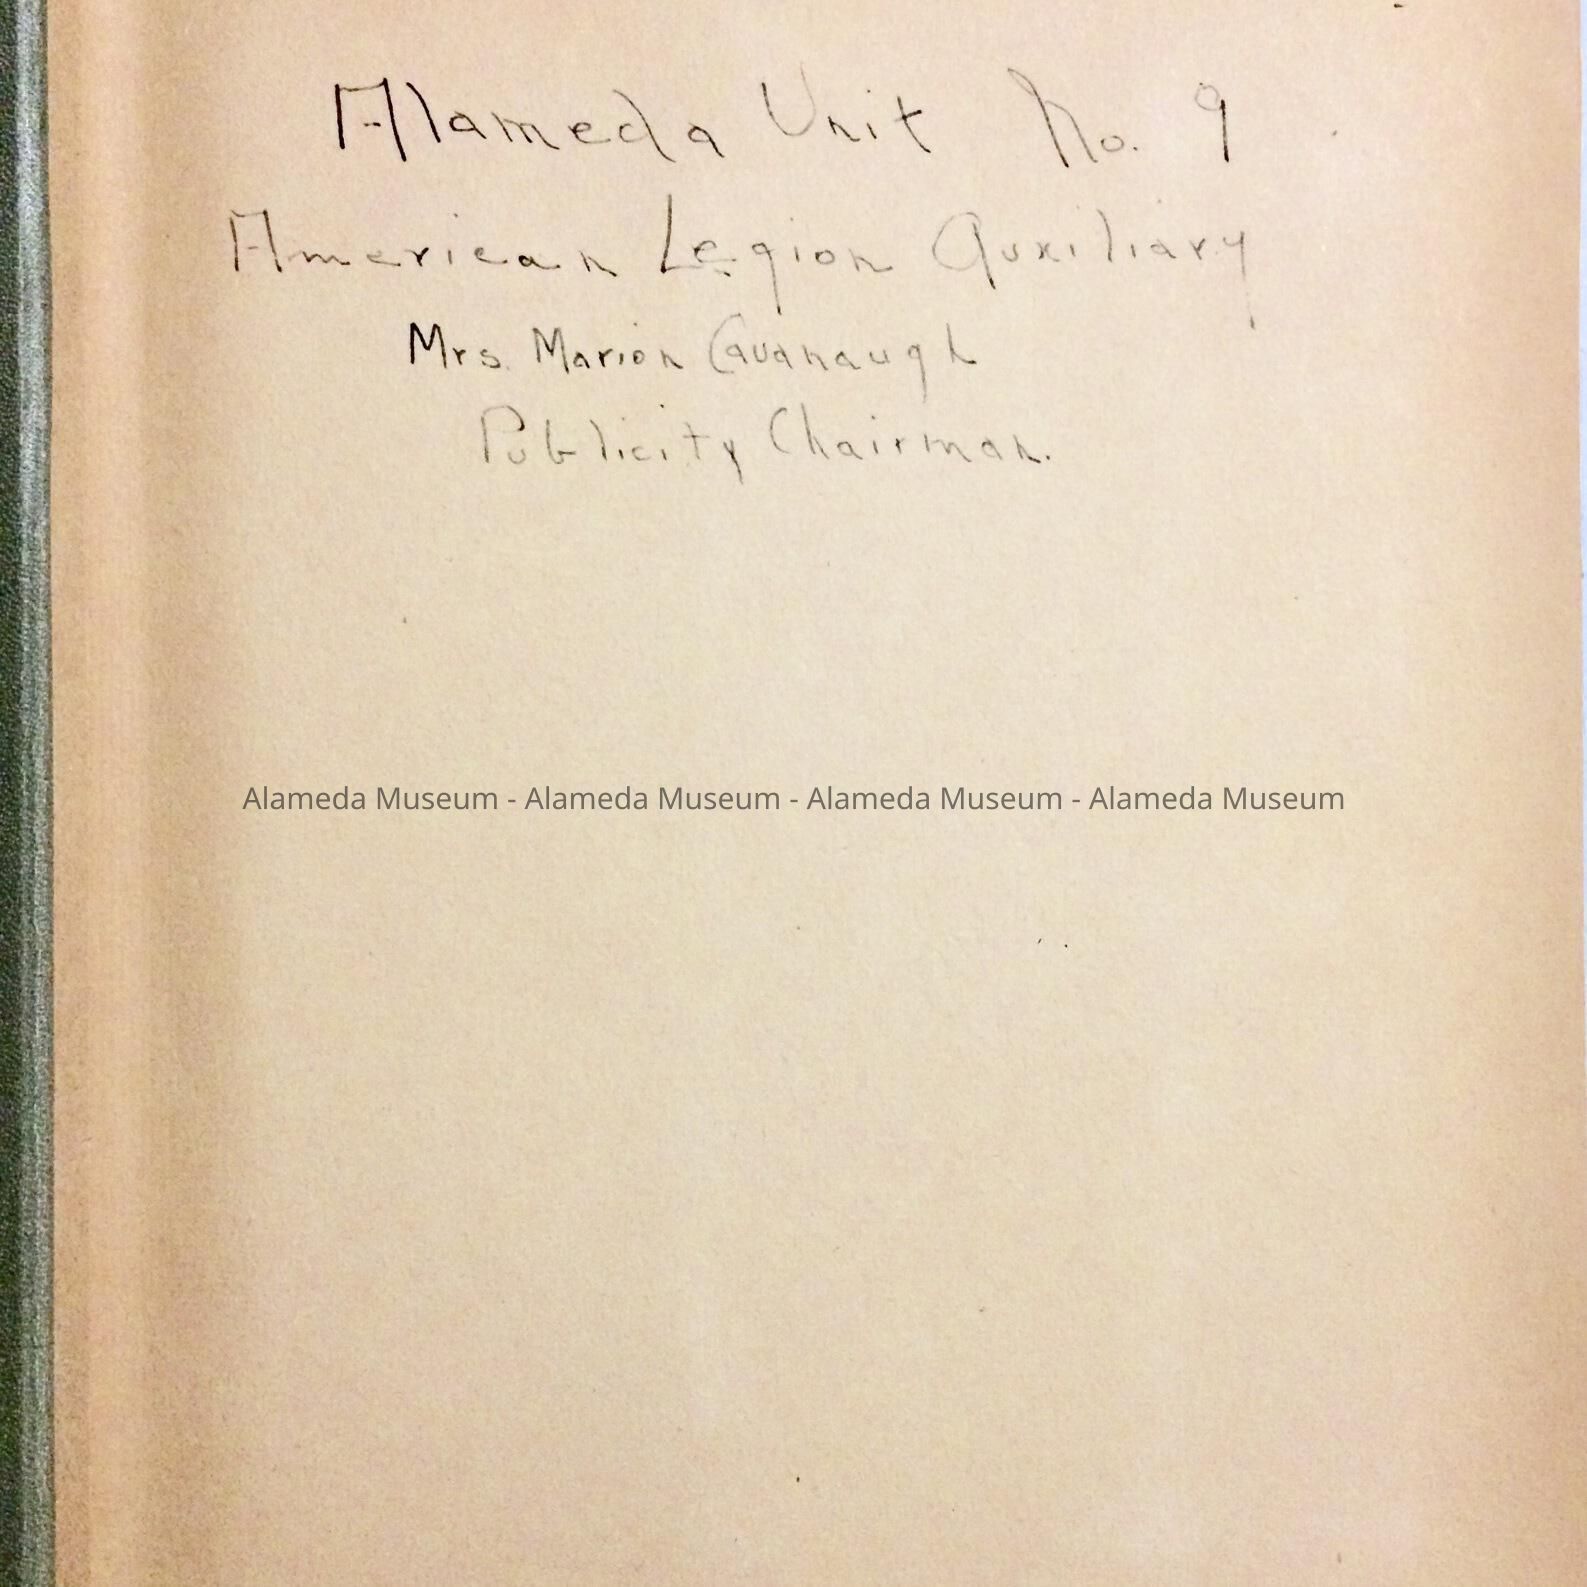 Alameda Unit No. 9
American Legion Auxiliary
Mrs. Marion Cavanaugh
Publicity Chairman.
Alameda Museum - Alameda Museum - Alameda Museum - Alameda Museum